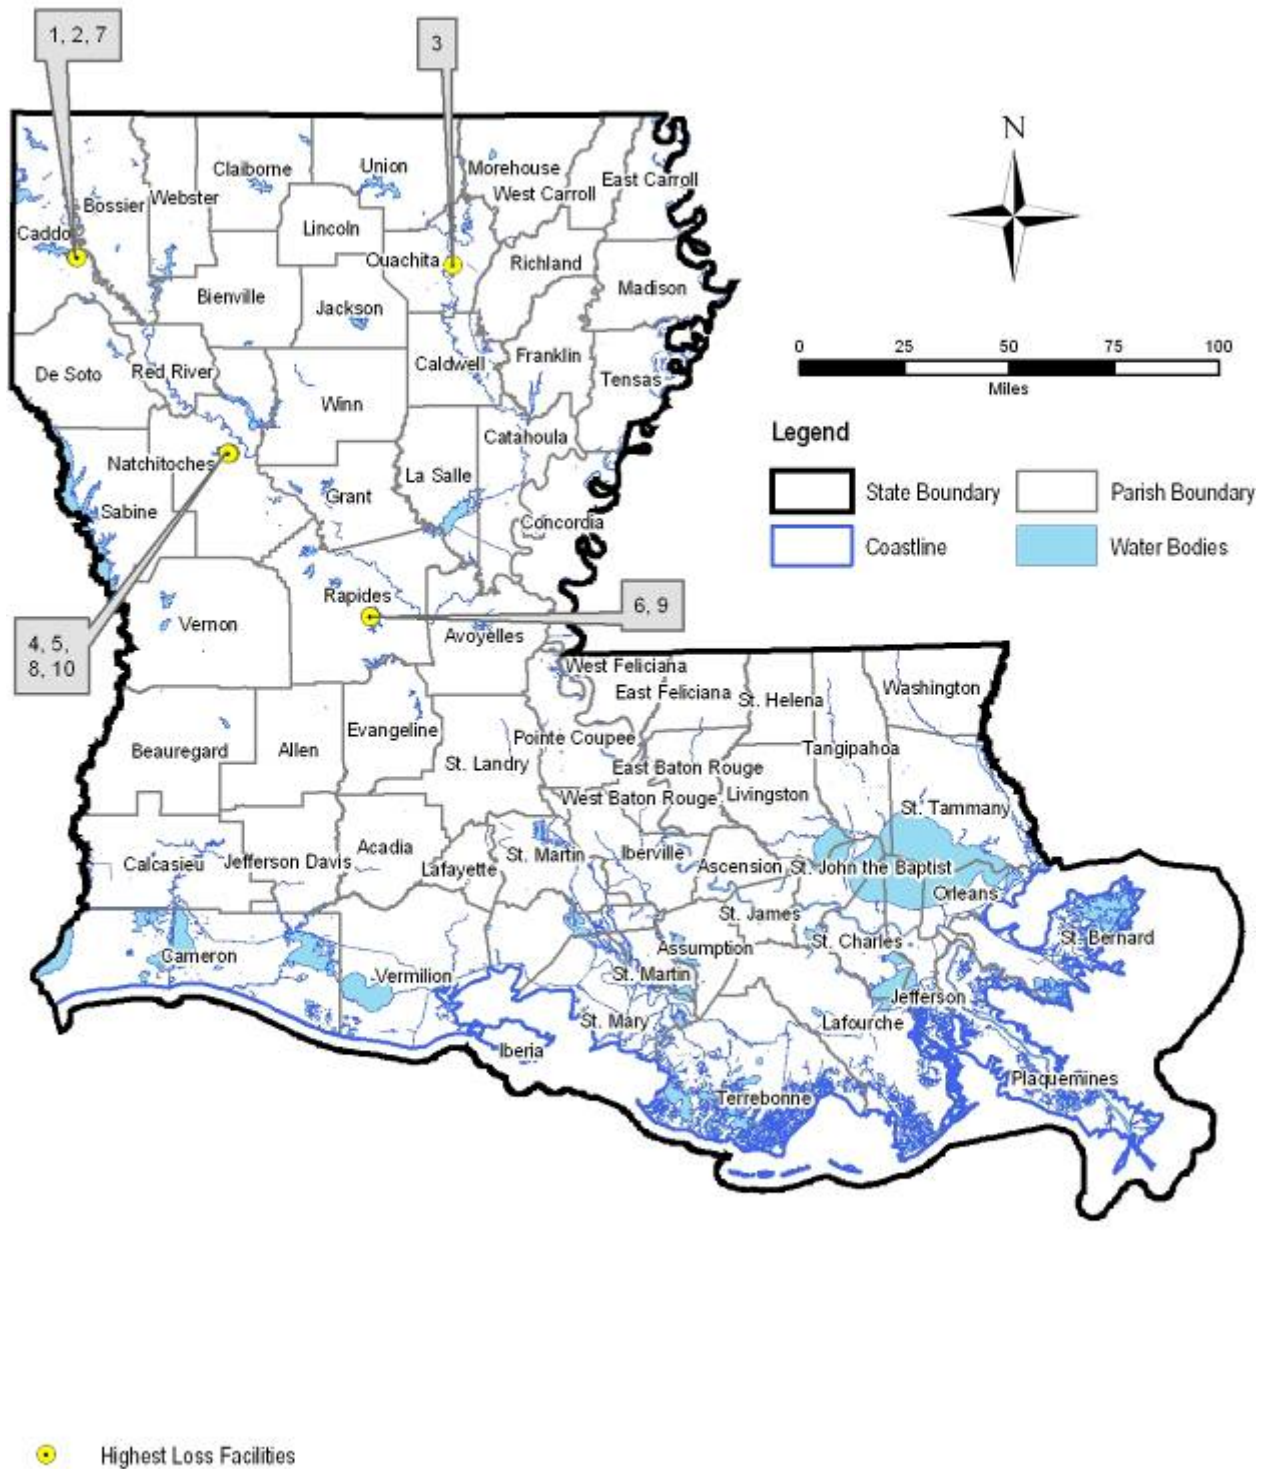 1, 2, 7
3
N
Claiborne
Union
Morehouse
West Carroll
East Carroll
Bossier
Webster
Lincoln
Caddo
Ouachita
Richland
Madison
Bienville
Jackson
0 25 50 75 100
Miles
De Soto
Red River
Caldwell
Franklin
Tensas
Winn
Legend
Catahoula
Natchitoches
La Salle
State Boundary
Parish Boundary
Grant
Sabine
Concordia
Coastline
Water Bodies
Rapides
6, 9
Vernon
Avoyelles
4, 5,
8, 10
West Feliciana
East Feliciana
St. Helena
Washington
Evangeline
Beauregard
Allen
Pointe Coupee
Tangipahoa
St. Landry
East Baton Rouge
West Baton Rouge
Livingston
St. Tammany
Calcasieu
Jefferson Davis
Acadia
Lafayette
St. Martin
Iberville
Ascension
St. John the Baptist
Orleans
St. James
St. Charles
St. Bernard
Cameron
Vermilion
Assumption
St. Martin
Jefferson
St. Mary
Lafourche
Iberia
Plaquemines
Terrebonne
Highest Loss Facilities